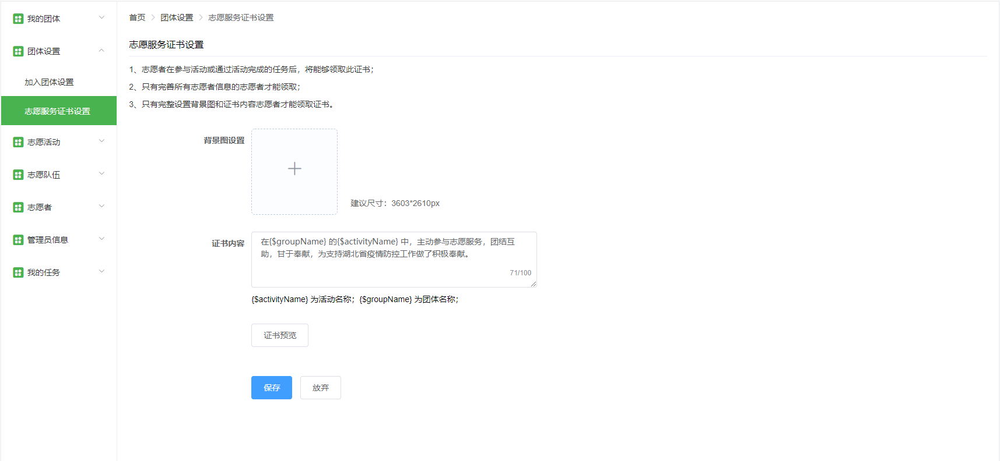 我的团体
团体设置
加入团体设置
志愿服务证书设置
志愿活动
志愿队伍
志愿者
管理员信息
我的任务
首页 > 团体设置 > 志愿服务证书设置
志愿服务证书设置
1、志愿者在参与活动或通过活动完成的任务后，将能够领取此证书；
2、只有完善所有志愿者信息的志愿者才能领取；
3、只有完整设置背景图和证书内容志愿者才能领取证书。
背景图设置
建议尺寸：3603*2610px
证书内容
在{$groupName} 的{$activityName} 中，主动参与志愿服务，团结互
助，甘于奉献，为支持湖北省疫情防控工作做了积极奉献。
71/100
{$activityName} 为活动名称；{$groupName} 为团体名称；
证书预览
保存
放弃